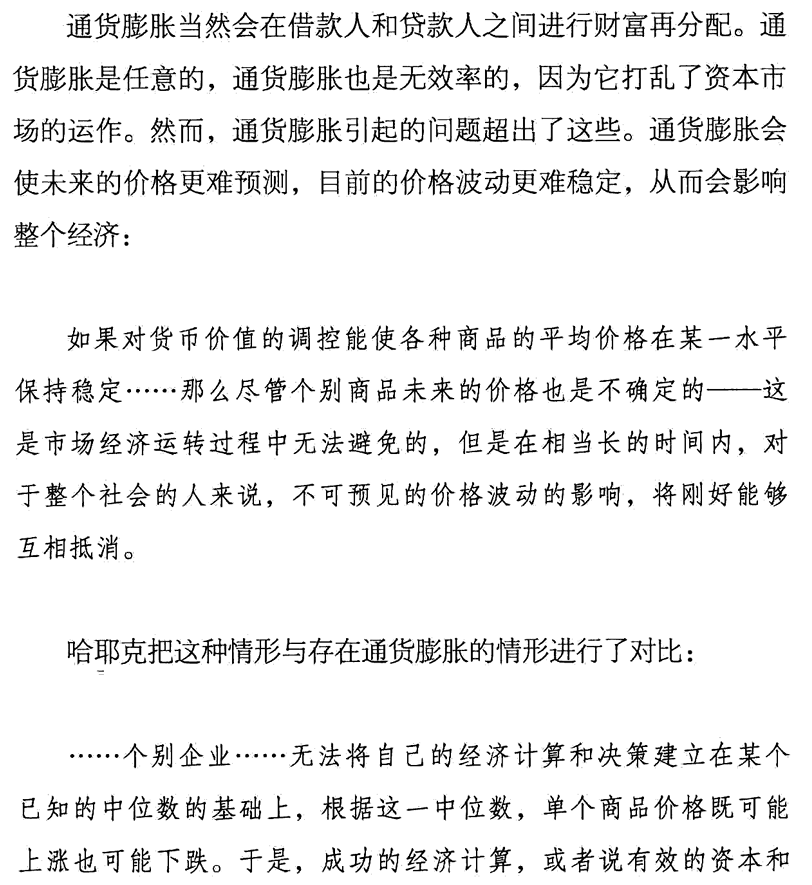 通货膨胀当然会在借款人和贷款人之间进行财富再分配。通
货膨胀是任意的，通货膨胀也是无效率的，因为它打乱了资本市
场的运作。然而，通货膨胀引起的问题超出了这些。通货膨胀会
使未来的价格更难预测，目前的价格波动更难稳定，从而会影响
整个经济：
如果对货币价值的调控能使各种商品的平均价格在某一水平
保持稳定……那么尽管个别商品未来的价格也是不确定的——这
是市场经济运转过程中无法避免的，但是在相当长的时间内，对
于整个社会的人来说，不可预见的价格波动的影响，将刚好能够
互相抵消。
哈耶克把这种情形与存在通货膨胀的情形进行了对比：
……个别企业……无法将自己的经济计算和决策建立在某个
已知的中位数的基础上，根据这一中位数，单个商品价格既可能
上涨也可能下跌。于是，成功的经济计算，或者说有效的资本和